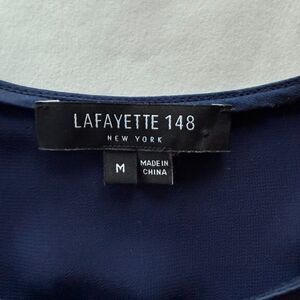 LAFAYETTE 148
NEW YORK
M
MADE IN
CHINA